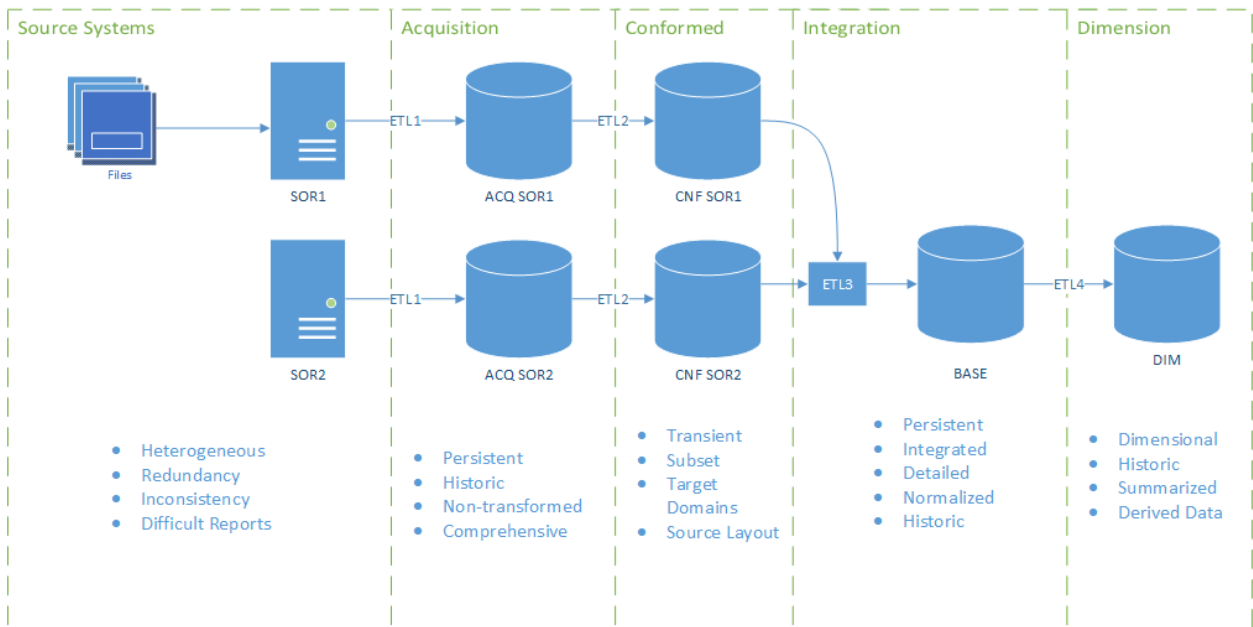 Source Systems
Acquisition
Conformed
Integration
Dimension
Files
SOR1
ETL1
ACQ SOR1
ETL2
CNF SOR1
SOR2
ETL1
ACQ SOR2
ETL2
CNF SOR2
ETL3
BASE
ETL4
DIM
Heterogeneous
Redundancy
Inconsistency
Difficult Reports
Persistent
Historic
Non-transformed
Comprehensive
Transient
Subset
Target
Domains
Source Layout
Persistent
Integrated
Detailed
Normalized
Historic
Dimensional
Historic
Summarized
Derived Data